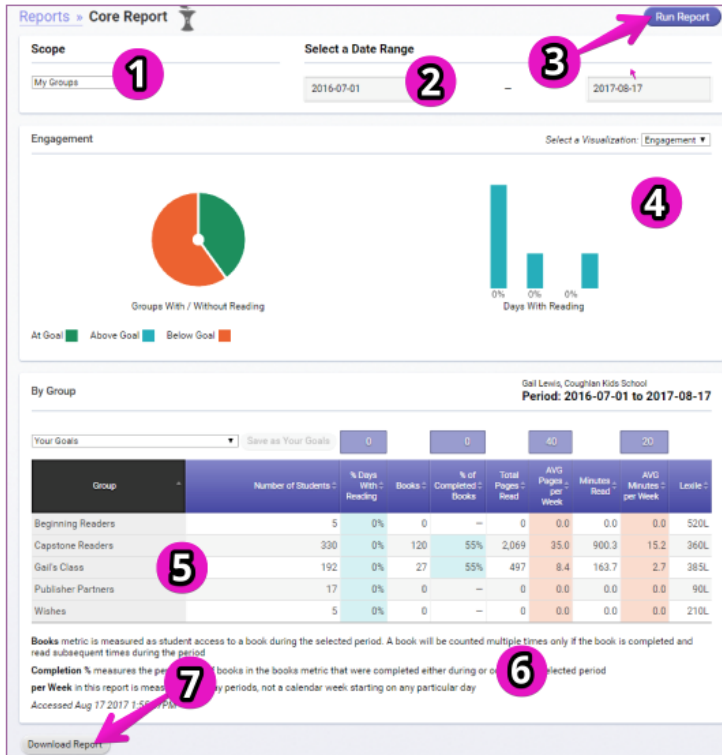 Reports » Core Report
Run Report
Scope
Select a Date Range
1
2
3
My Groups
2016-07-01
–
2017-08-17
Engagement
Select a Visualization: Engagement
4
0%
0%
0%
Groups With / Without Reading
Days With Reading
At Goal
Above Goal
Below Goal
By Group
Gail Lewis, Coughlan Kids School
Period: 2016-07-01 to 2017-08-17
Your Goals
Save as Your Goals
0
0
40
20
Group
Number of Students
% Days With Reading
Books
% of Completed Books
Total Pages Read
AVG Pages per Week
Minutes Read
AVG Minutes per Week
Lexile
Beginning Readers 5 0% 0 – 0 0.0 0.0 0.0 520L
Capstone Readers 330 0% 120 55% 2,069 35.0 900.3 15.2 360L
Gail's Class 192 0% 27 55% 497 8.4 163.7 2.7 385L
5
Publisher Partners 17 0% 0 – 0 0.0 0.0 0.0 90L
Wishes 5 0% 0 – 0 0.0 0.0 0.0 210L
Books metric is measured as student access to a book during the selected period. A book will be counted multiple times only if the book is completed and
read subsequent times during the period
Completion % measures the books in the books metric that were completed either during or selected period
6
7
per Week in this report is periods, not a calendar week starting on any particular day
Accessed Aug 17 2017
Download Report